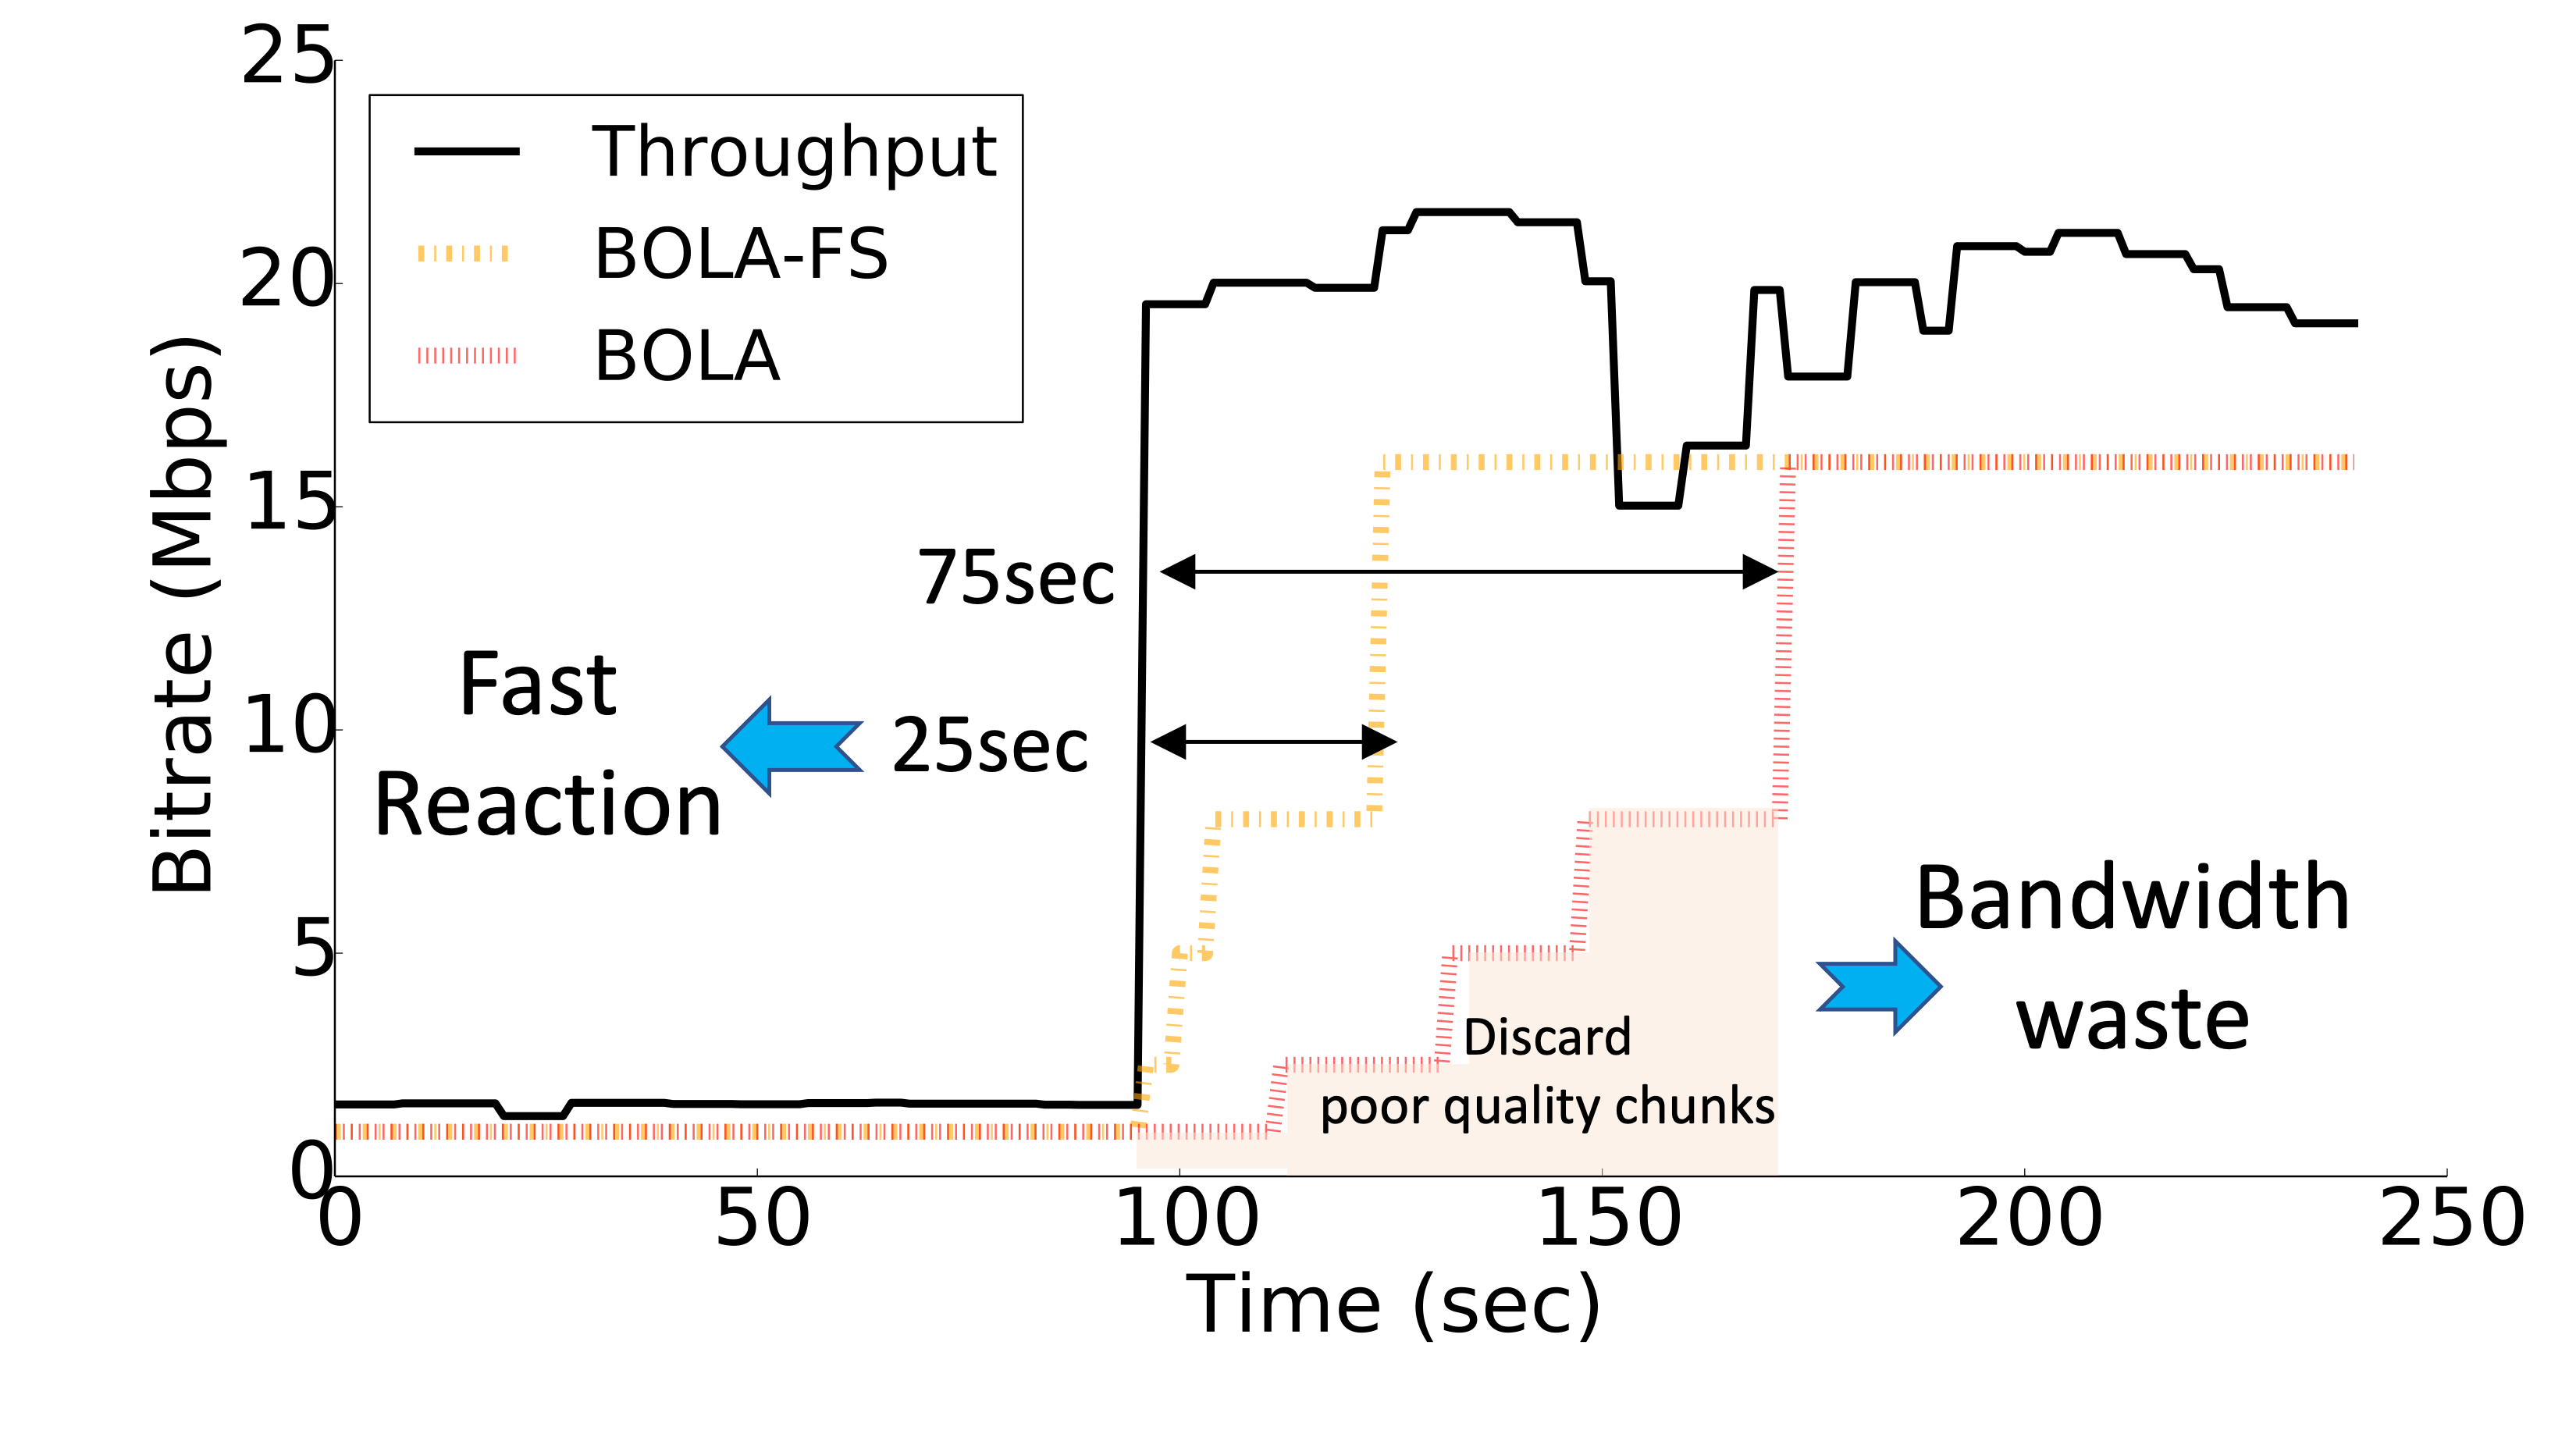 25
20
15
10
5
0
Bitrate (Mbps)
Throughput
BOLA-FS
BOLA
75sec
Fast
Reaction
25sec
Discard
poor quality chunks
Bandwidth
waste
0 50 100 150 200 250
Time (sec)